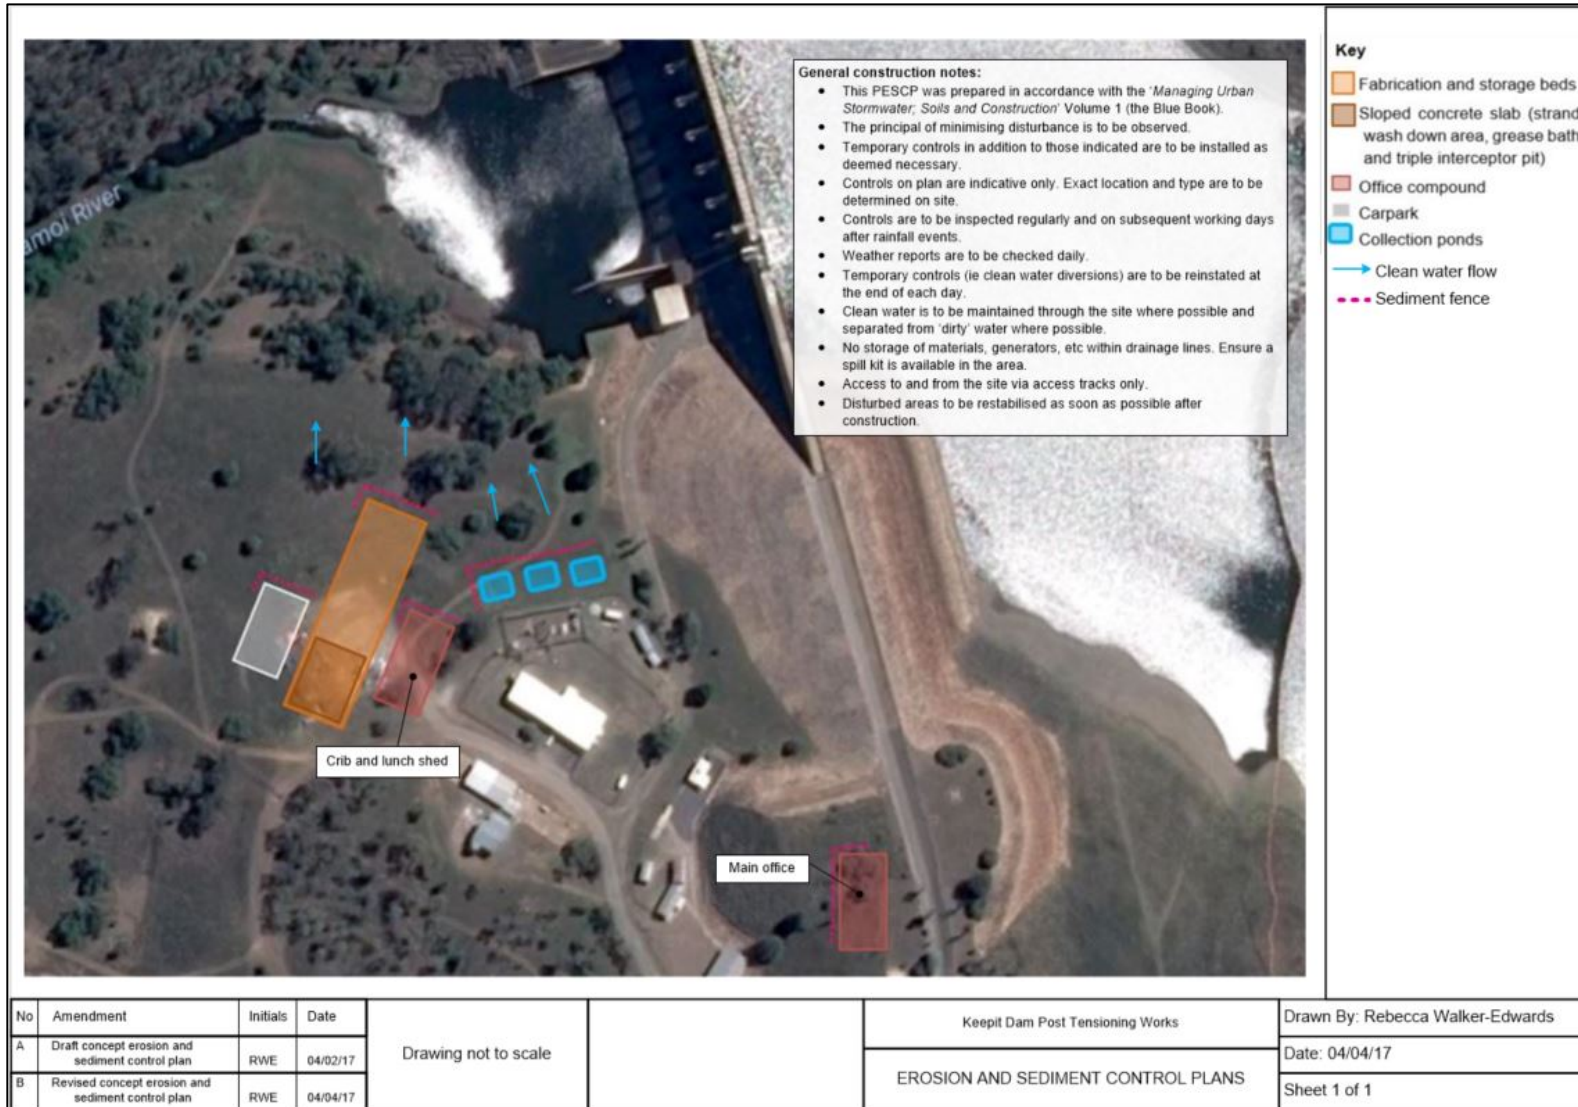 amoi River
General construction notes:
• This PESCP was prepared in accordance with the 'Managing Urban
Stormwater; Soils and Construction' Volume 1 (the Blue Book).
• The principal of minimising disturbance is to be observed.
• Temporary controls in addition to those indicated are to be installed as
deemed necessary.
• Controls on plan are indicative only. Exact location and type are to be
determined on site.
• Controls are to be inspected regularly and on subsequent working days
after rainfall events.
• Weather reports are to be checked daily.
• Temporary controls (ie clean water diversions) are to be reinstated at
the end of each day.
• Clean water is to be maintained through the site where possible and
separated from 'dirty' water where possible.
• No storage of materials, generators, etc within drainage lines. Ensure a
spill kit is available in the area.
• Access to and from the site via access tracks only.
• Disturbed areas to be restabilised as soon as possible after
construction.
Key
Fabrication and storage beds
Sloped concrete slab (strand
wash down area, grease bath
and triple interceptor pit)
Office compound
Carpark
Collection ponds
Clean water flow
Sediment fence
Crib and lunch shed
Main office
No Amendment Initials Date
A Draft concept erosion and
sediment control plan RWE 04/02/17
B Revised concept erosion and
sediment control plan RWE 04/04/17
Drawing not to scale
Keepit Dam Post Tensioning Works
EROSION AND SEDIMENT CONTROL PLANS
Drawn By: Rebecca Walker-Edwards
Date: 04/04/17
Sheet 1 of 1